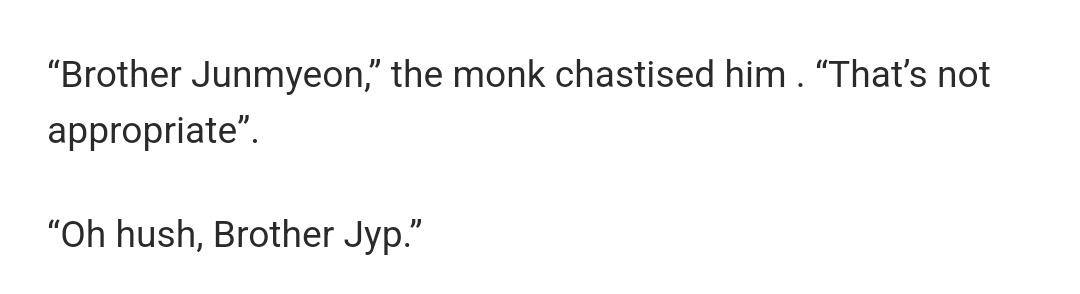 “Brother Junmyeon,” the monk chastised him . “That’s not
appropriate”.
“Oh hush, Brother Jyp.”